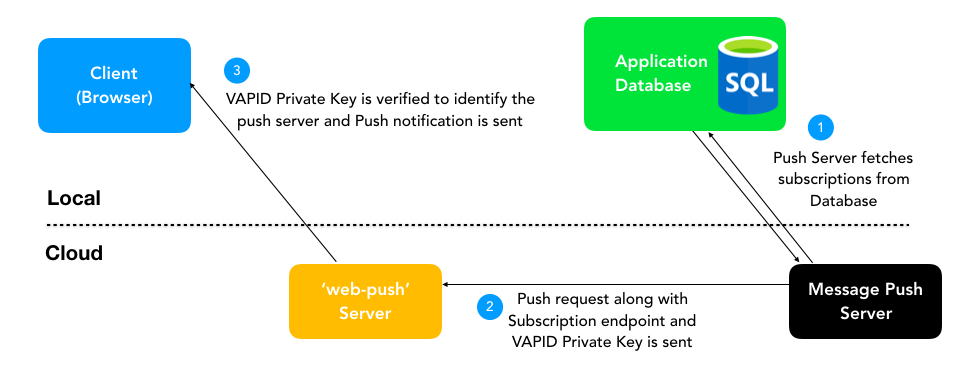 Client
(Browser)
3
VAPID Private Key is verified to identify the
push server and Push notification is sent
Application
Database
SQL
1
Push Server fetches
subscriptions from
Database
Local
Cloud
‘web-push’
Server
2
Push request along with
Subscription endpoint and
VAPID Private Key is sent
Message Push
Server